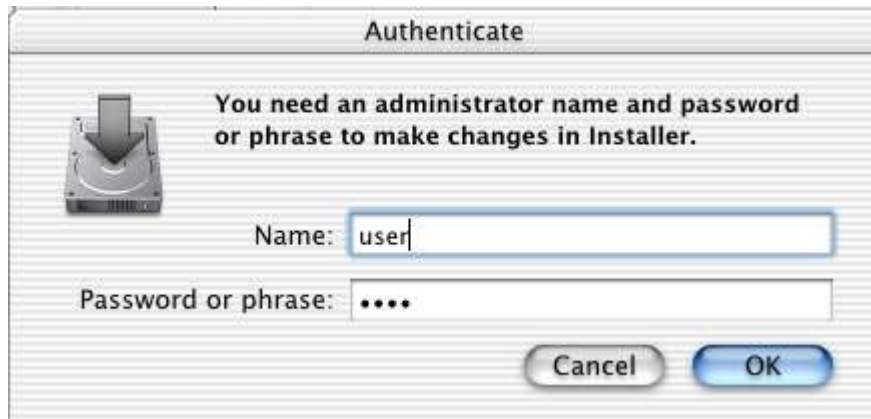 Authenticate
You need an administrator name and password
or phrase to make changes in Installer.
Name: user
Password or phrase: ••••
Cancel OK